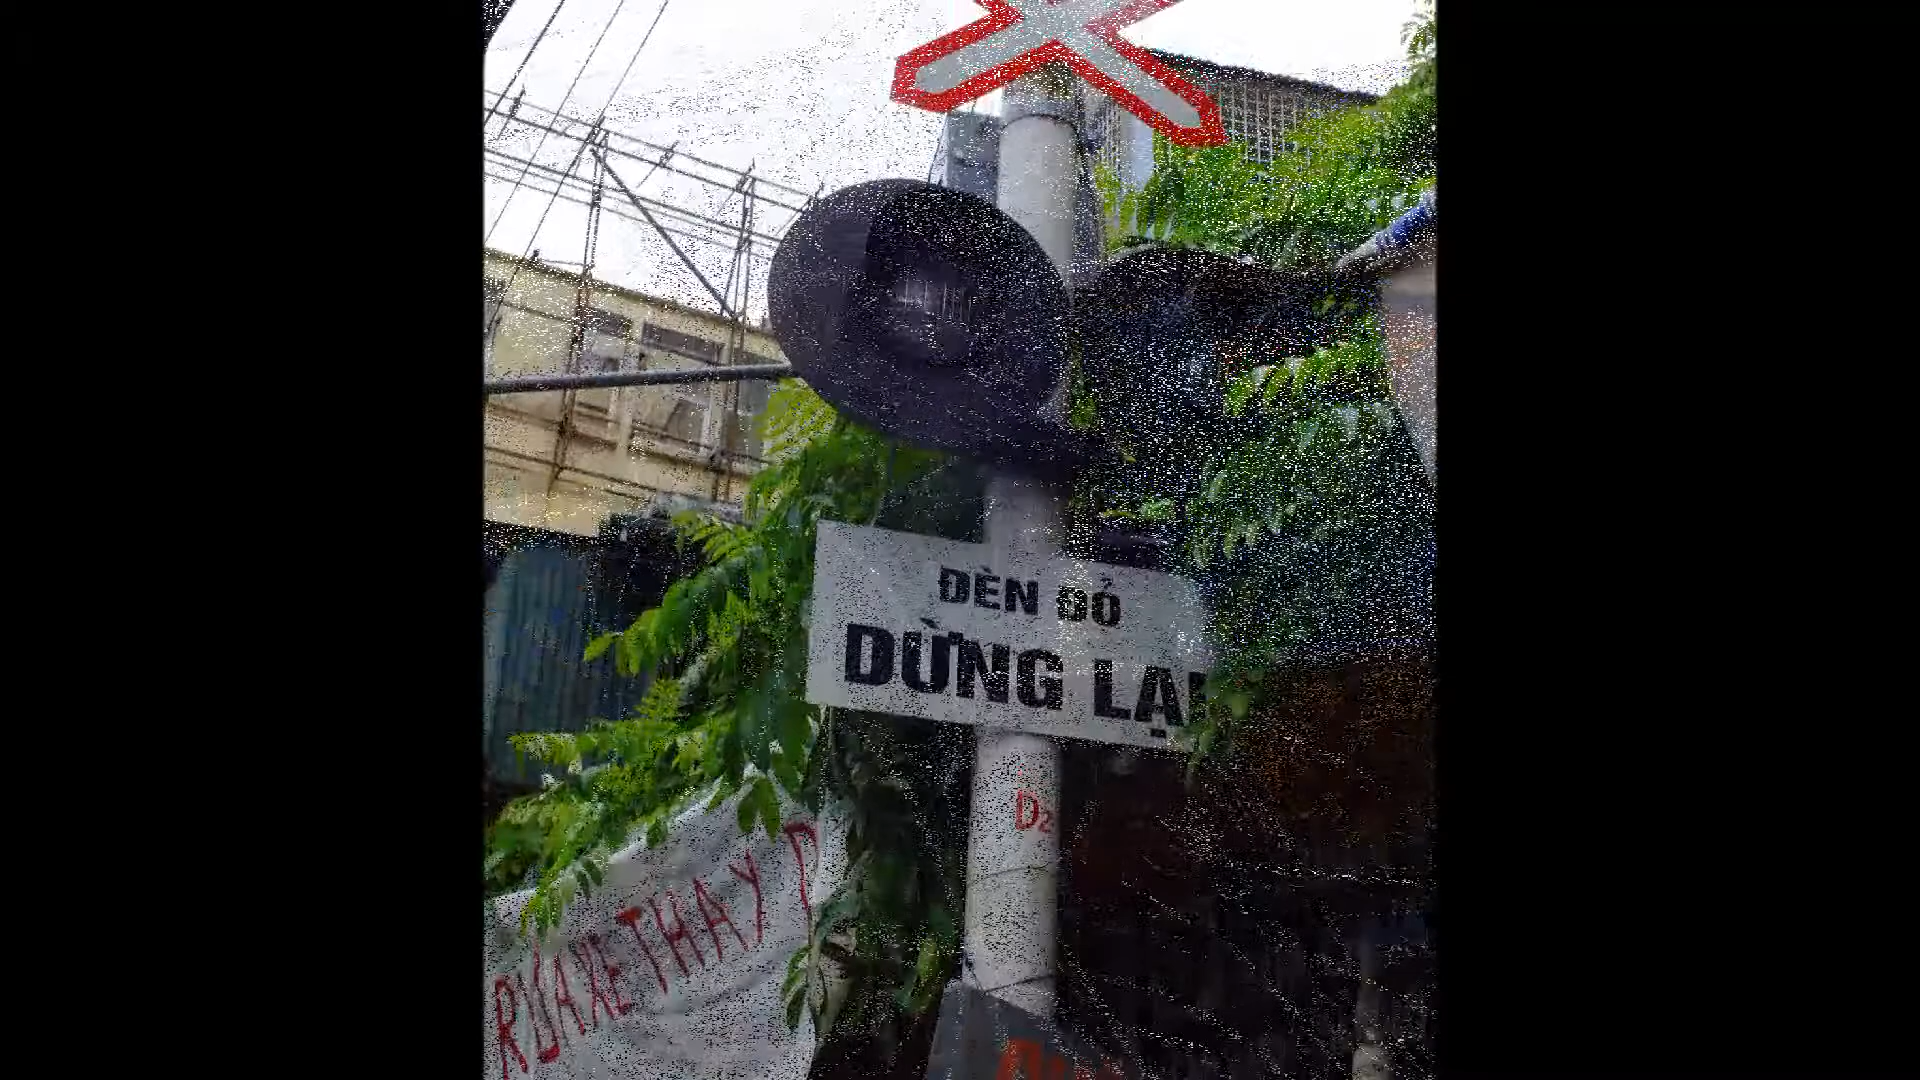 ĐÈN ĐỎ
DỪNG LẠI
D2
RỬA XE THAY